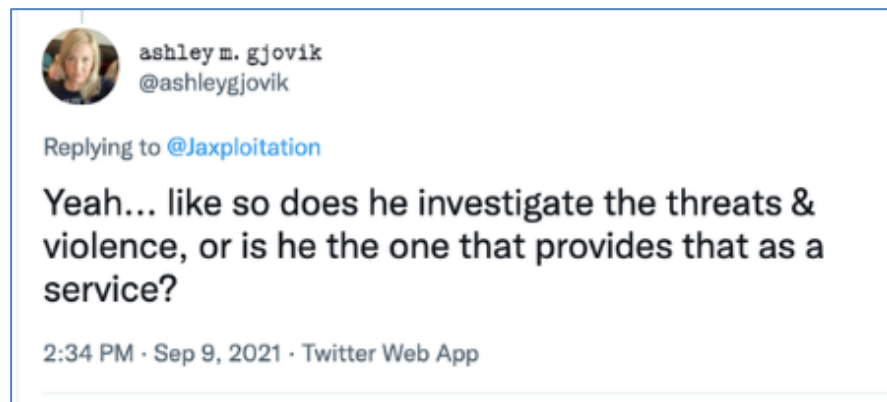 ashley m. gjovik
@ashleygjovik
Replying to @Jaxploitation
Yeah... like so does he investigate the threats &
violence, or is he the one that provides that as a
service?
2:34 PM · Sep 9, 2021 · Twitter Web App